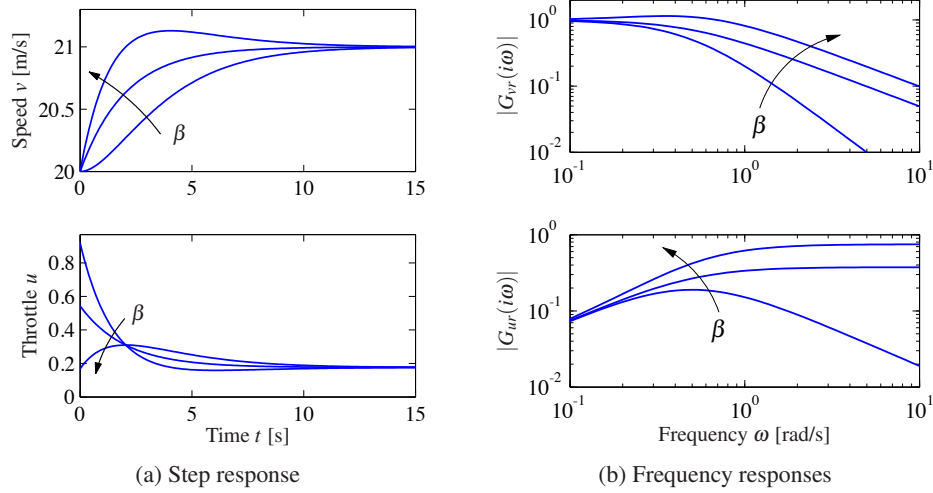 Speed v [m/s]
21
20.5
20
0
5
10
15
β
Throttle u
0.8
0.6
0.4
0.2
0
0
5
10
15
β
Time t [s]
(a) Step response
|Gvr(iω)|
10^0
10^-1
10^-2
10^-1
10^0
10^1
β
|Gur(iω)|
10^0
10^-1
10^-2
10^-1
10^0
10^1
β
Frequency ω [rad/s]
(b) Frequency responses